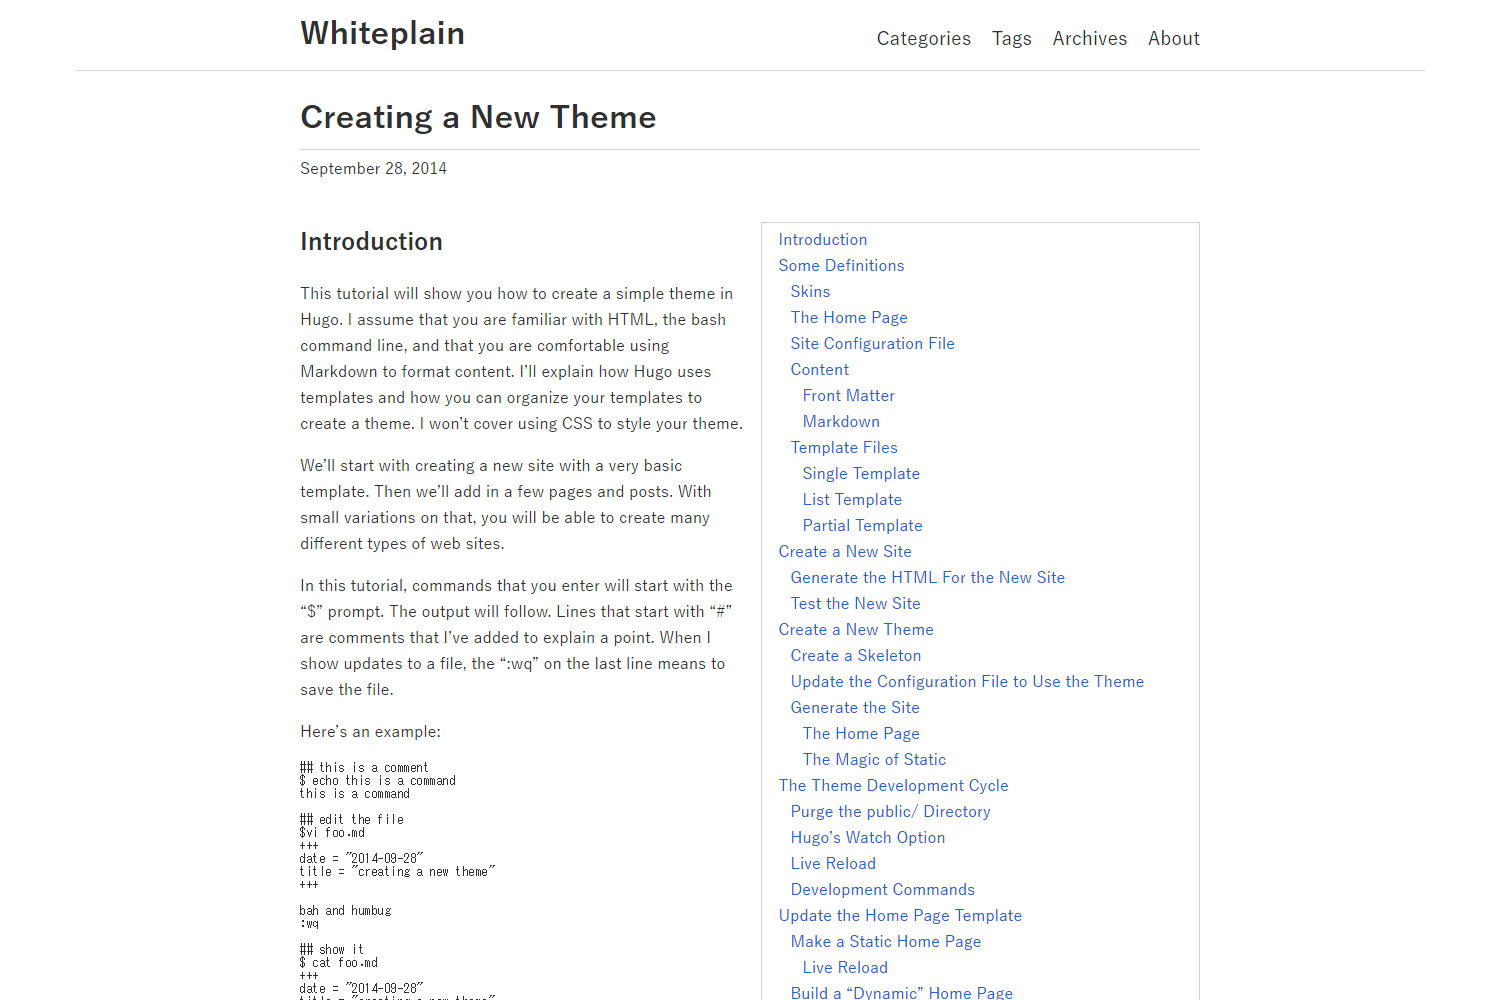 Whiteplain
Categories Tags Archives About
Creating a New Theme
September 28, 2014
Introduction
This tutorial will show you how to create a simple theme in
Hugo. I assume that you are familiar with HTML, the bash
command line, and that you are comfortable using
Markdown to format content. I’ll explain how Hugo uses
templates and how you can organize your templates to
create a theme. I won’t cover using CSS to style your theme.
We’ll start with creating a new site with a very basic
template. Then we’ll add in a few pages and posts. With
small variations on that, you will be able to create many
different types of web sites.
In this tutorial, commands that you enter will start with the
“$” prompt. The output will follow. Lines that start with “#”
are comments that I’ve added to explain a point. When I
show updates to a file, the “:wq” on the last line means to
save the file.
Here’s an example:
## this is a comment
$ echo this is a command
this is a command
## edit the file
$vi foo.md
+++
date = "2014-09-28"
title = "creating a new theme"
+++
bah and humbug
:wq
## show it
$ cat foo.md
+++
date = "2014-09-28"
title = "creating a new theme"
Introduction
Some Definitions
Skins
The Home Page
Site Configuration File
Content
Front Matter
Markdown
Template Files
Single Template
List Template
Partial Template
Create a New Site
Generate the HTML For the New Site
Test the New Site
Create a New Theme
Create a Skeleton
Update the Configuration File to Use the Theme
Generate the Site
The Home Page
The Magic of Static
The Theme Development Cycle
Purge the public/ Directory
Hugo’s Watch Option
Live Reload
Development Commands
Update the Home Page Template
Make a Static Home Page
Live Reload
Build a “Dynamic” Home Page